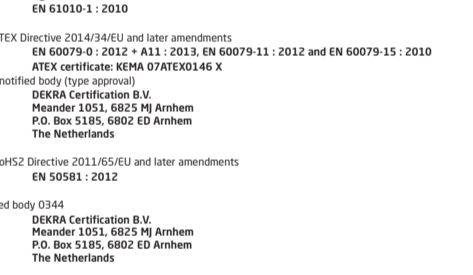 EN 61010-1 : 2010
TEX Directive 2014/34/EU and later amendments
EN 60079-0 : 2012 + A11 : 2013, EN 60079-11 : 2012 and EN 60079-15 : 2010
ATEX certificate: KEMA 07ATEX0146 X
notified body (type approval)
DEKRA Certification B.V.
Meander 1051, 6825 MJ Arnhem
P.O. Box 5185, 6802 ED Arnhem
The Netherlands
oHS2 Directive 2011/65/EU and later amendments
EN 50581 : 2012
ed body 0344
DEKRA Certification B.V.
Meander 1051, 6825 MJ Arnhem
P.O. Box 5185, 6802 ED Arnhem
The Netherlands